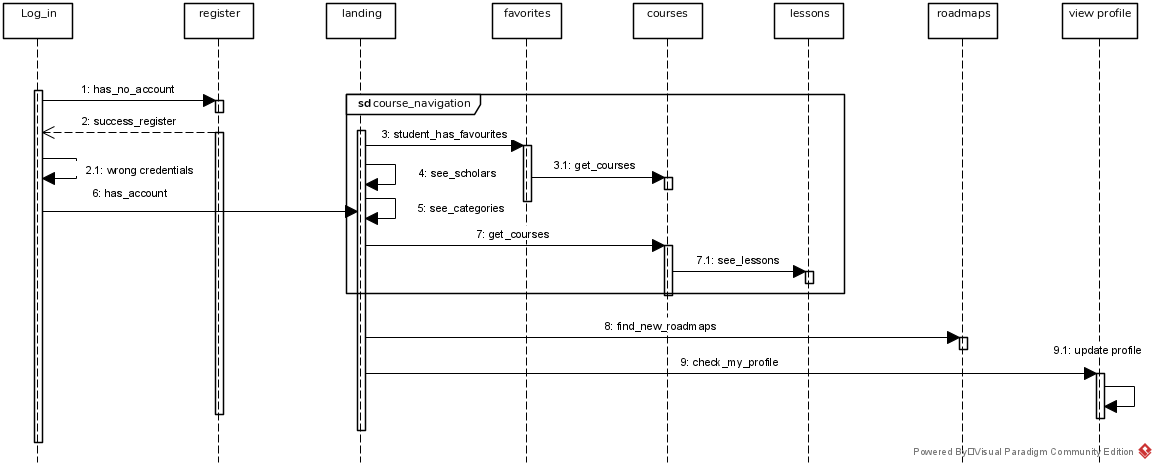 Log_in
register
landing
favorites
courses
lessons
roadmaps
view profile
1: has_no_account
sd course_navigation
2: success_register
3: student_has_favourites
2.1: wrong credentials
4: see_scholars
3.1: get_courses
6: has_account
5: see_categories
7: get_courses
7.1: see_lessons
8: find_new_roadmaps
9.1: update profile
9: check_my_profile
Powered By Visual Paradigm Community Edition